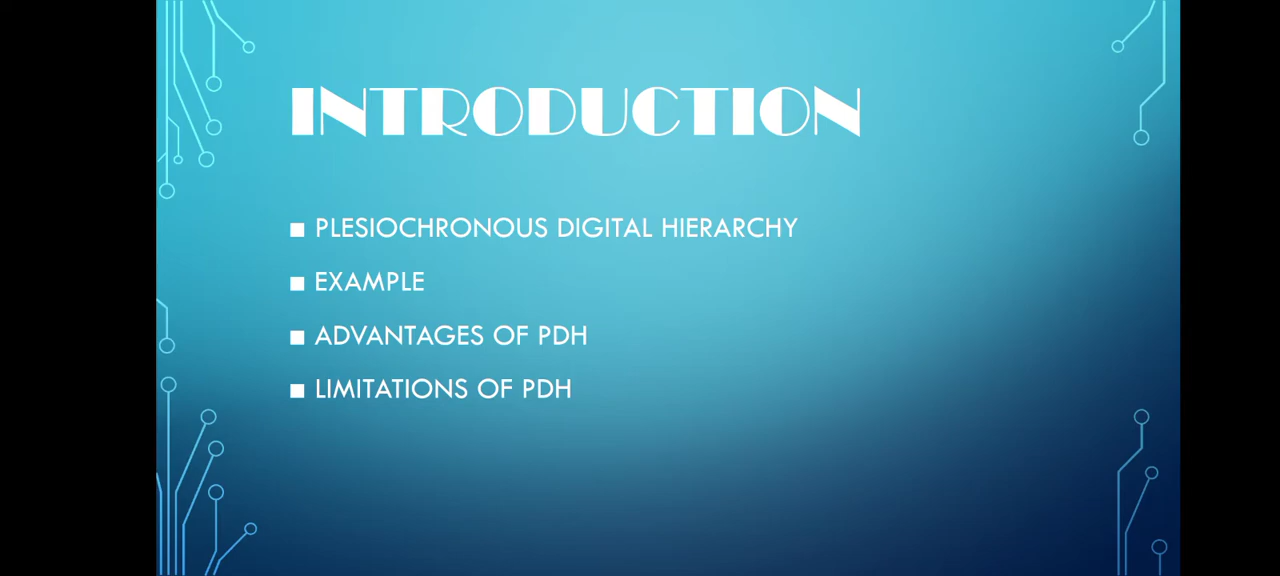 INTRODUCTION
PLESIOCHRONOUS DIGITAL HIERARCHY
EXAMPLE
ADVANTAGES OF PDH
LIMITATIONS OF PDH